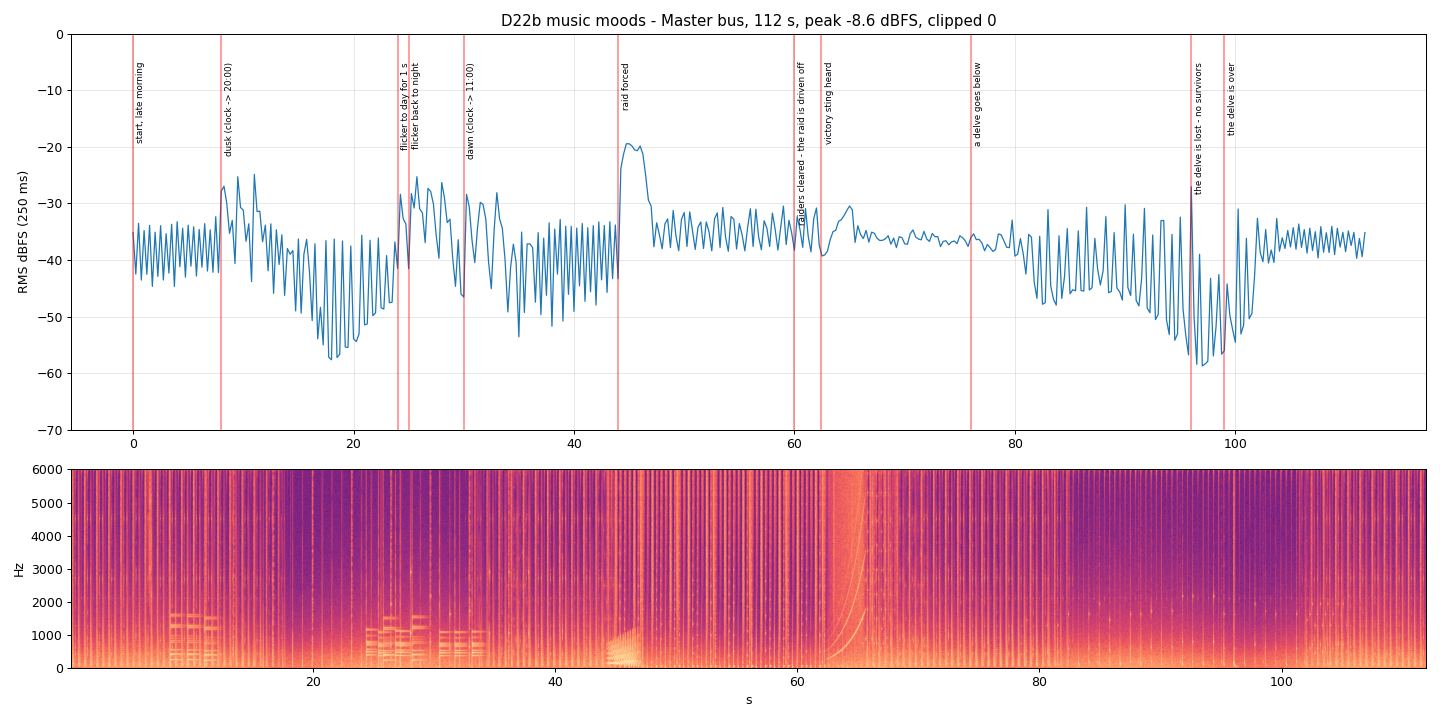 D22b music moods - Master bus, 112 s, peak -8.6 dBFS, clipped 0
RMS dBFS (250 ms)
0
−10
−20
−30
−40
−50
−60
−70
start, late morning
dusk (clock -> 20:00)
flicker to day for 1 s
flicker back to night
dawn (clock -> 11:00)
raid forced
raiders cleared - the raid is driven off
victory sting heard
a delve goes below
the delve is lost - no survivors
the delve is over
0
20
40
60
80
100
Hz
6000
5000
4000
3000
2000
1000
0
20
40
60
80
100
s